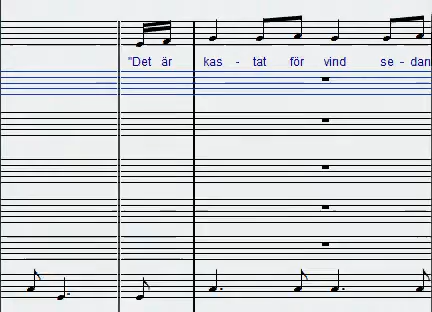 "Det är kas - tat för vind se - dan